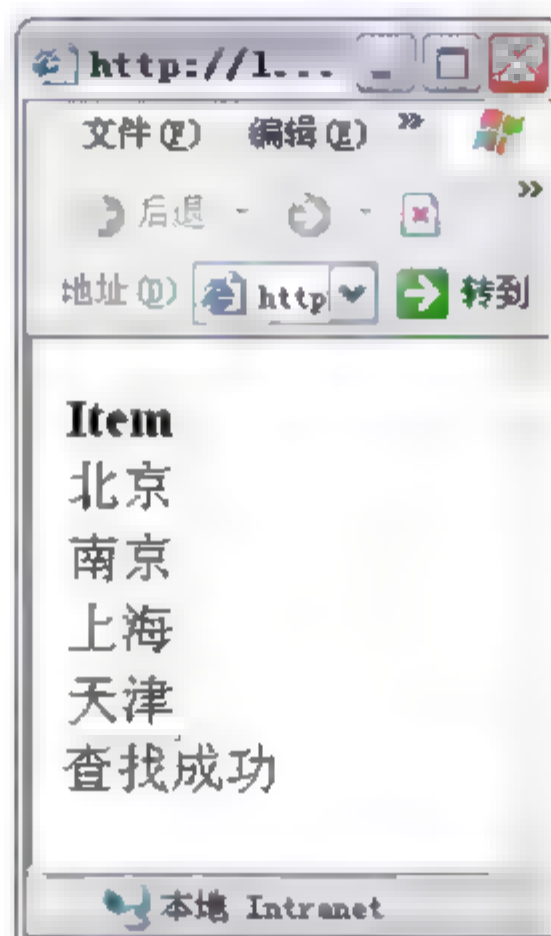 http://l...
文件(F) 编辑(E) »
后退 »
地址(D) http 转到
Item
北京
南京
上海
天津
查找成功
本地 Intranet